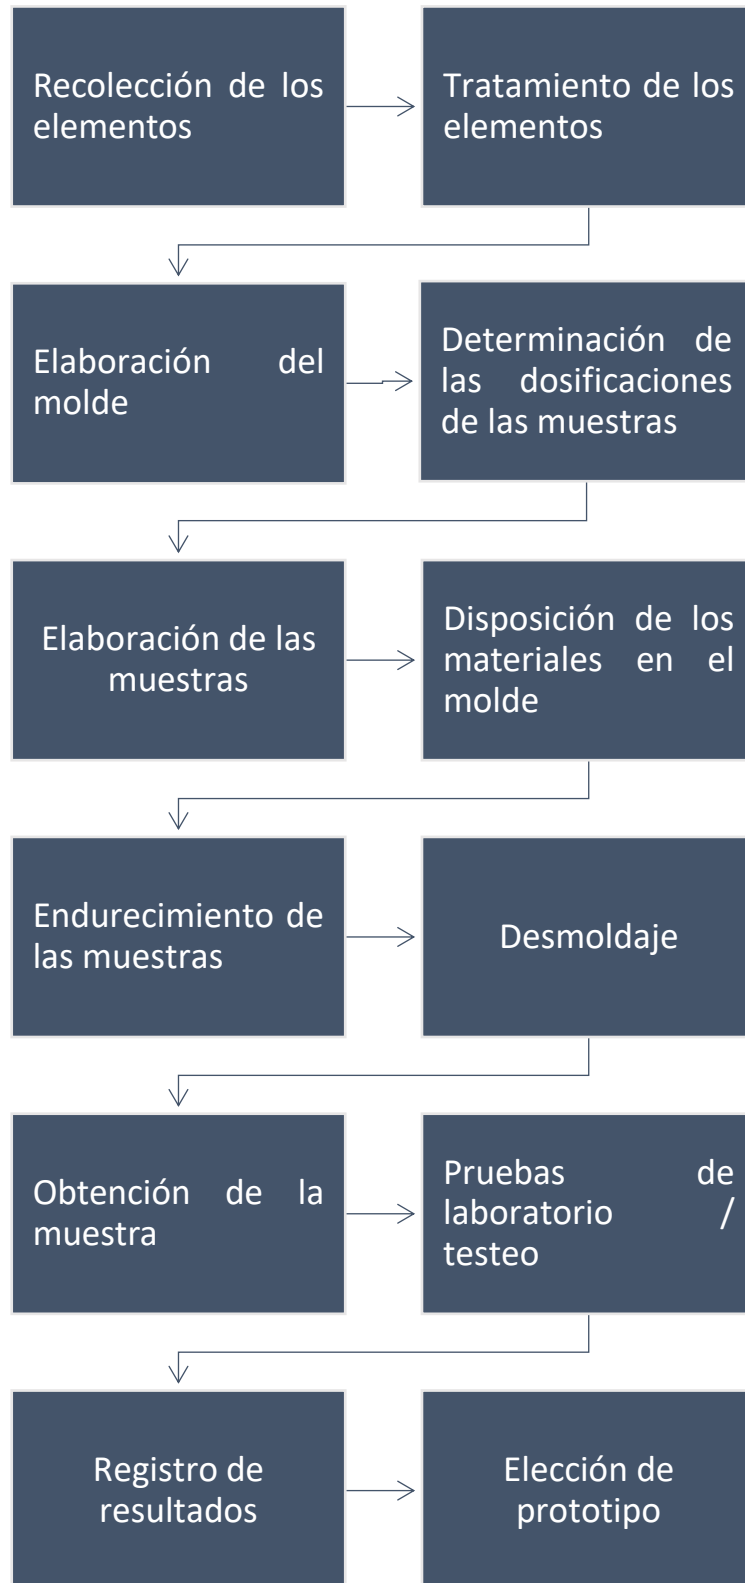 Recolección de los
elementos
Tratamiento de los
elementos
Elaboración del
molde
Determinación de
las dosificaciones
de las muestras
Elaboración de las
muestras
Disposición de los
materiales en el
molde
Endurecimiento de
las muestras
Desmoldaje
Obtención de la
muestra
Pruebas de
laboratorio /
testeo
Registro de
resultados
Elección de
prototipo